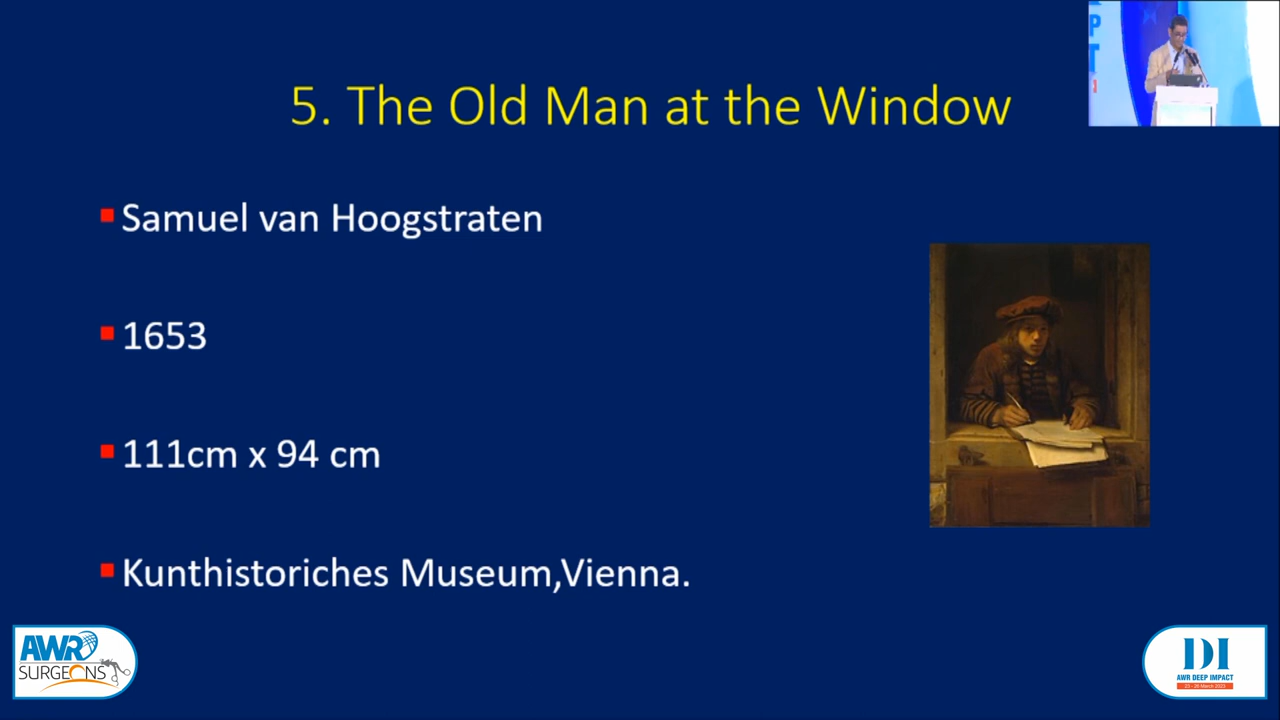 5. The Old Man at the Window
Samuel van Hoogstraten
1653
111cm x 94 cm
Kunthistoriches Museum,Vienna.
AWR
SURGEONS
DI
AWR DEEP IMPACT